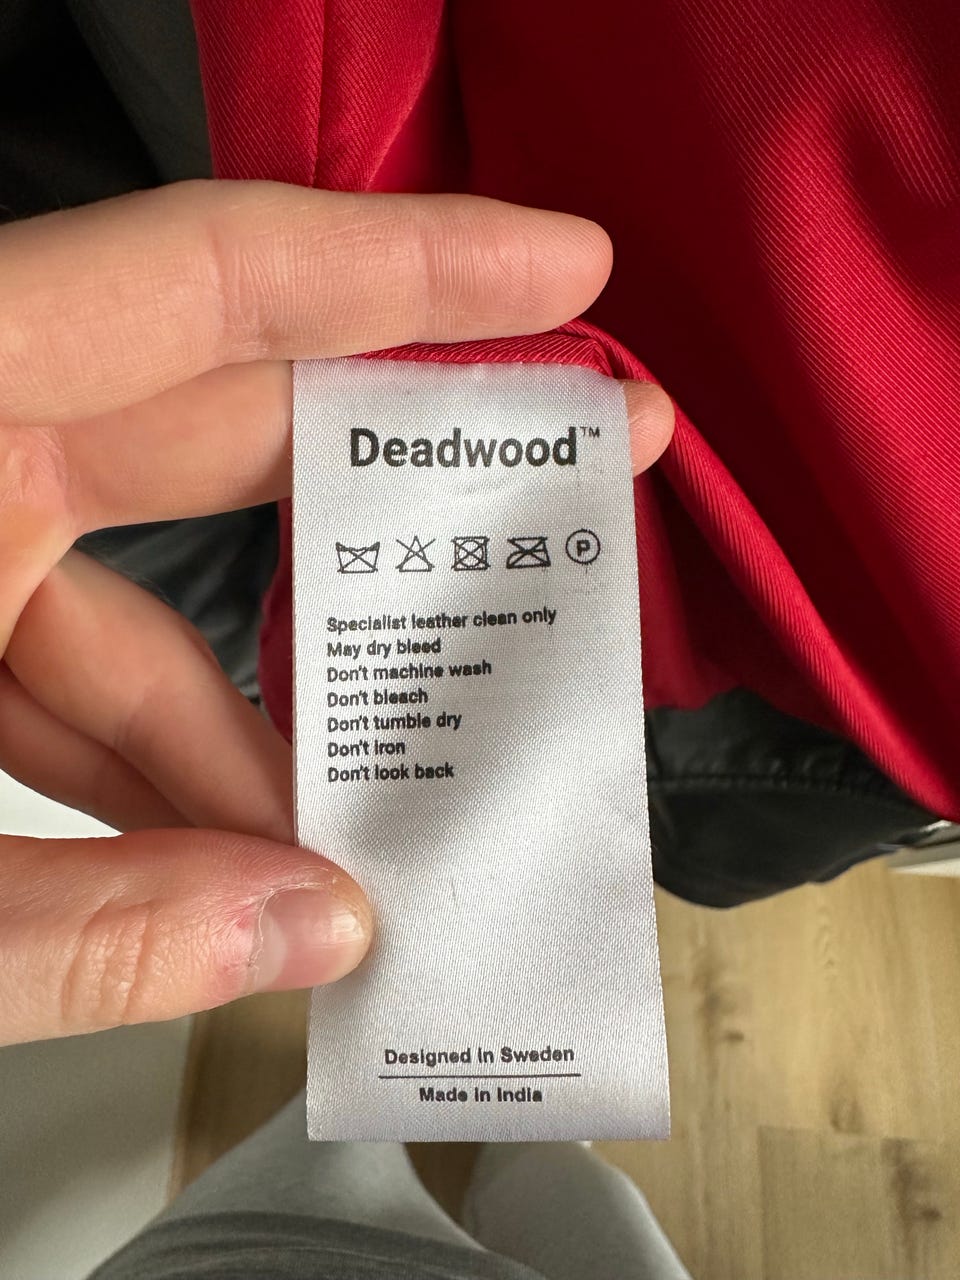 Deadwood™
P
Specialist leather clean only
May dry bleed
Don't machine wash
Don't bleach
Don't tumble dry
Don't iron
Don't look back
Designed in Sweden
Made in India